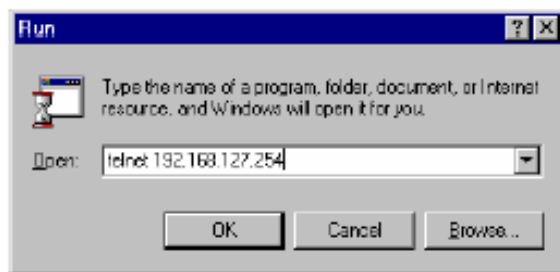 Run
Type the name of a program, folder, document, or Internet
resource, and Windows will open it for you.
Open: telnet 192.168.127.254
OK Cancel Browse...